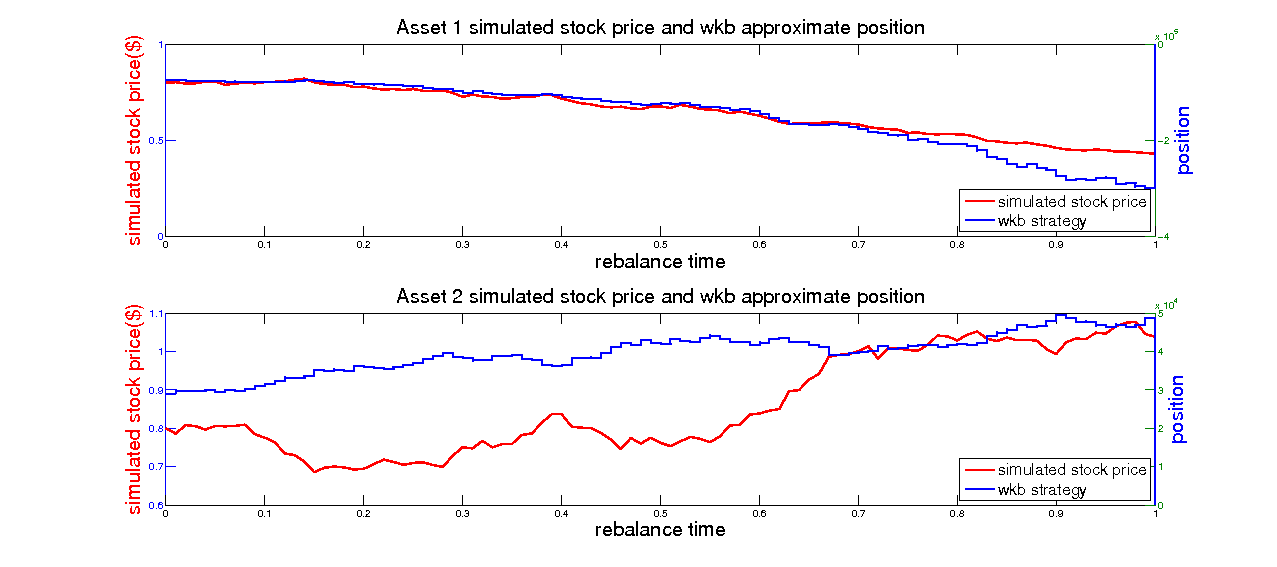 Asset 1 simulated stock price and wkb approximate position
x 10^5
simulated stock price($)
1
0.5
0
0
-2
-4
position
simulated stock price
wkb strategy
0 0.1 0.2 0.3 0.4 0.5 0.6 0.7 0.8 0.9 1
rebalance time
Asset 2 simulated stock price and wkb approximate position
x 10^4
simulated stock price($)
1.1
1
0.9
0.8
0.7
0.6
5
4
3
2
1
0
position
simulated stock price
wkb strategy
0 0.1 0.2 0.3 0.4 0.5 0.6 0.7 0.8 0.9 1
rebalance time